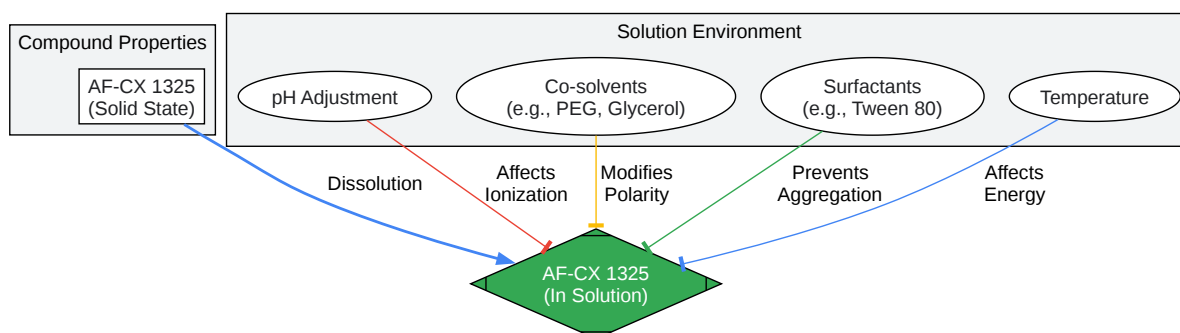 Compound Properties
Solution Environment
AF-CX 1325
(Solid State)
pH Adjustment
Co-solvents
(e.g., PEG, Glycerol)
Surfactants
(e.g., Tween 80)
Temperature
Dissolution
Affects
Ionization
Modifies
Polarity
Prevents
Aggregation
Affects
Energy
AF-CX 1325
(In Solution)